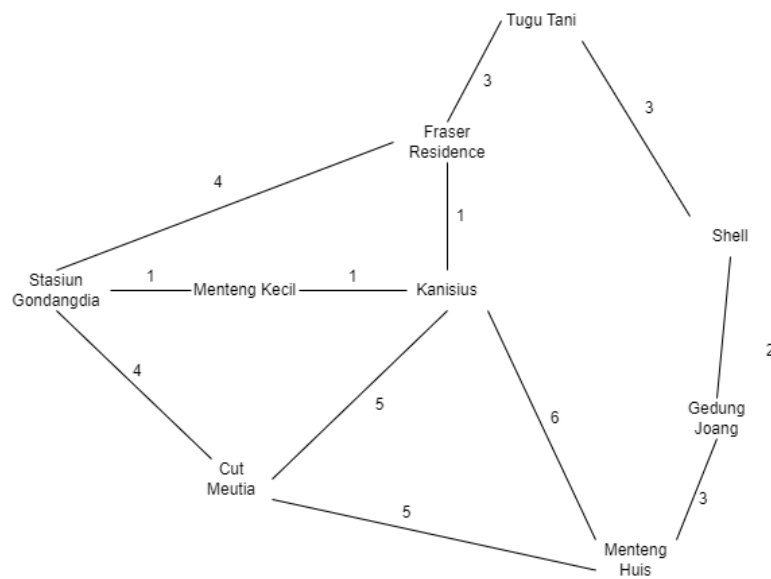 Tugu Tani
3
3
Fraser
Residence
4
1
Shell
Stasiun
Gondangdia
1
Menteng Kecil
1
Kanisius
2
4
5
6
Gedung
Joang
Cut
Meutia
5
3
Menteng
Huis